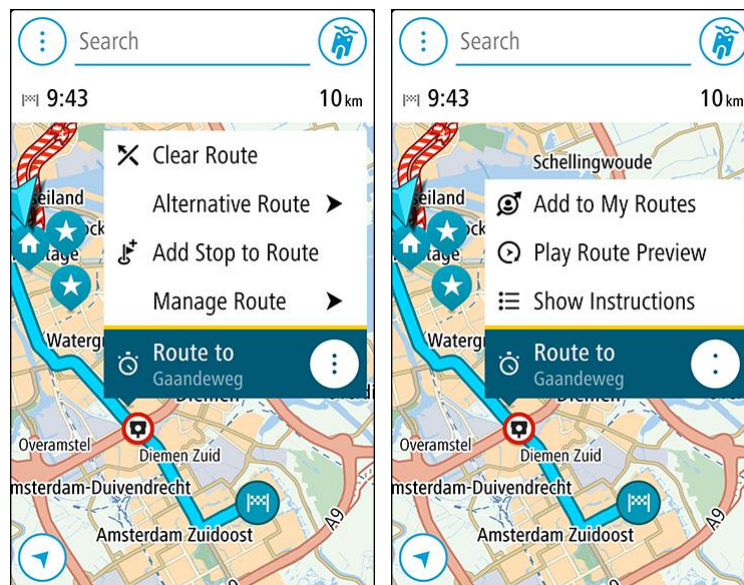 Search
9:43 10 km
Clear Route
Alternative Route
Add Stop to Route
Manage Route
Route to
Gaandeweg
Diemen Zuid
Overamstel
msterdam-Duivendrecht
Amsterdam Zuidoost
A9
Search
9:43 10 km
Schellingwoude
eiland
Add to My Routes
Play Route Preview
Show Instructions
Waterg
Route to
Gaandeweg
Diemen Zuid
Overamstel
msterdam-Duivendrecht
Amsterdam Zuidoost
A9